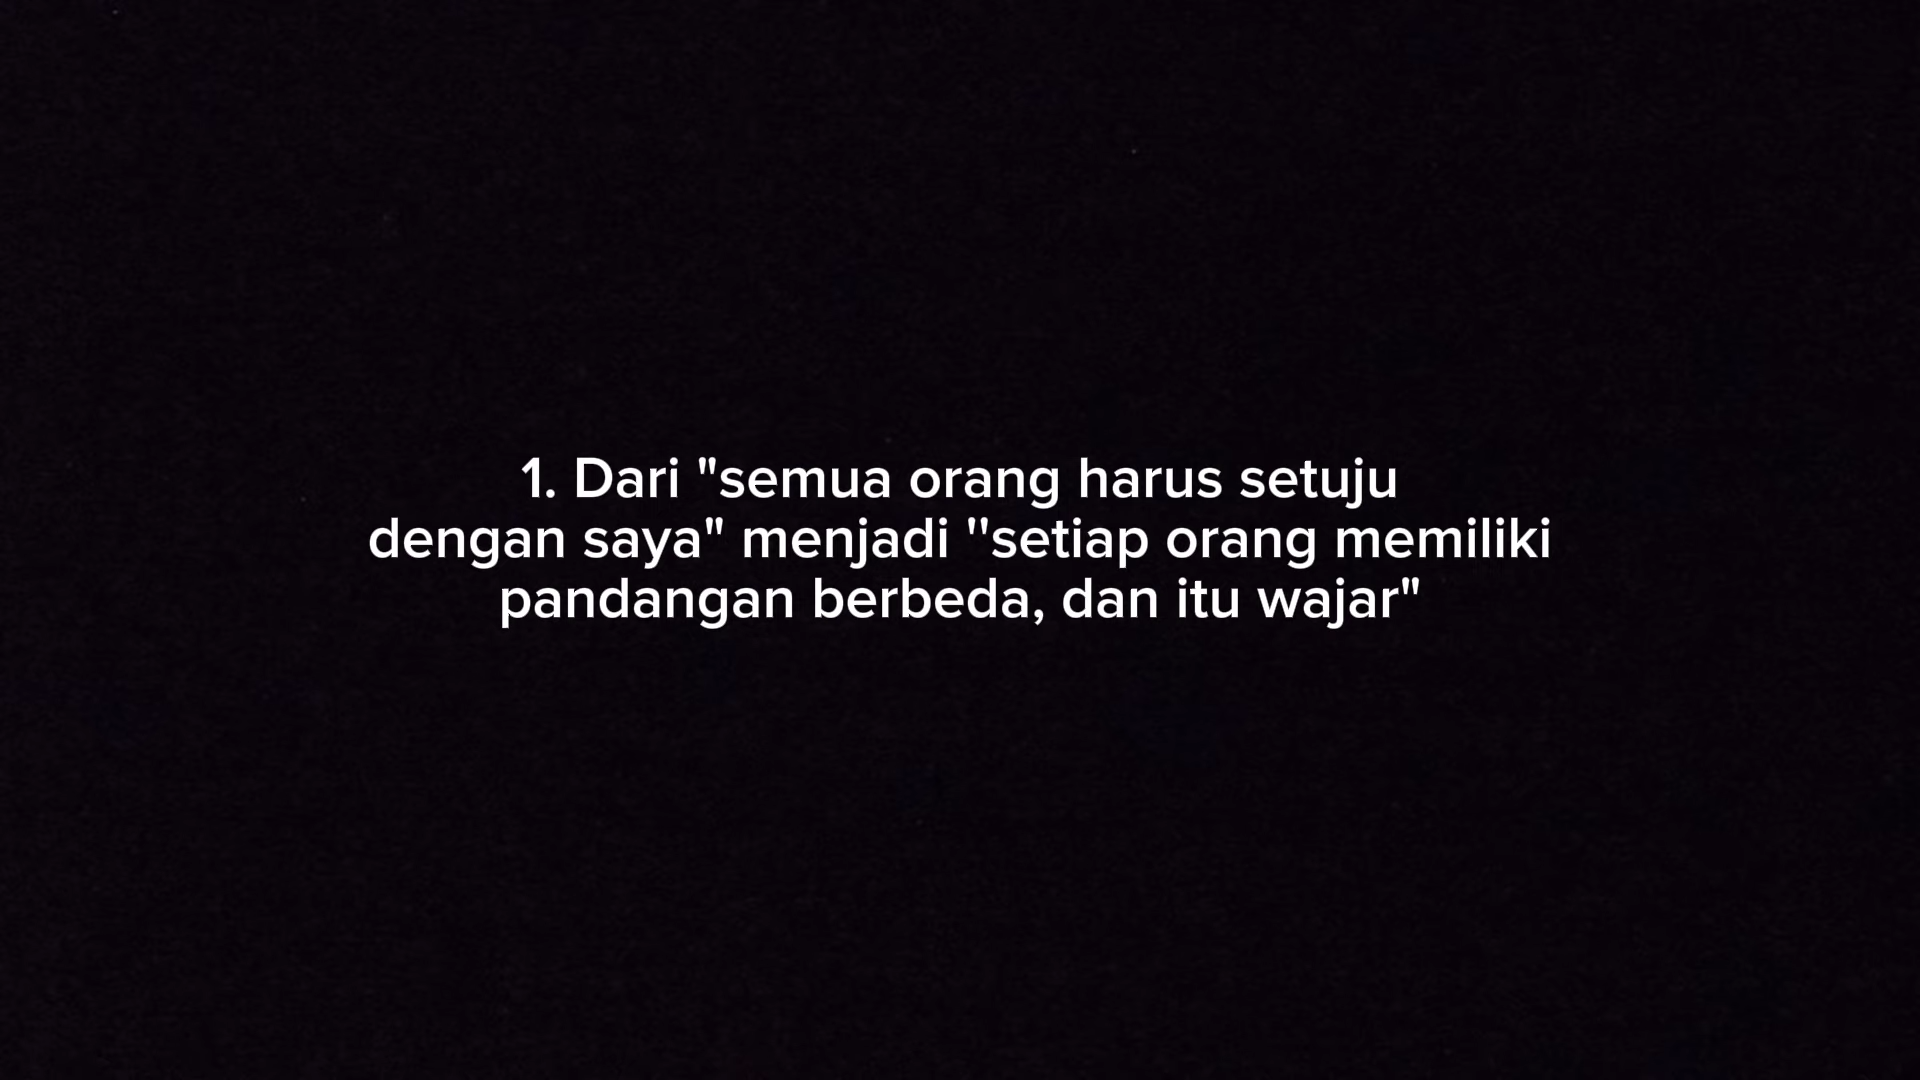 1. Dari "semua orang harus setuju
dengan saya" menjadi ''setiap orang memiliki
pandangan berbeda, dan itu wajar"